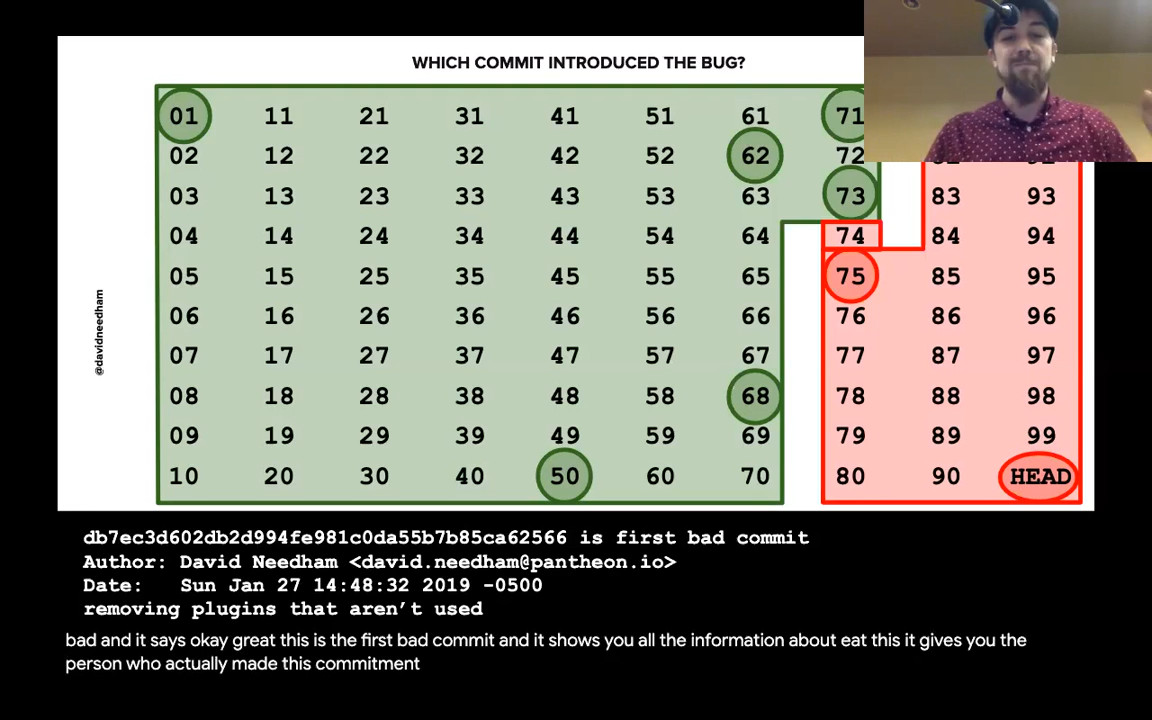 WHICH COMMIT INTRODUCED THE BUG?
01 11 21 31 41 51 61 71
02 12 22 32 42 52 62 72
03 13 23 33 43 53 63 73 83 93
04 14 24 34 44 54 64 74 84 94
05 15 25 35 45 55 65 75 85 95
06 16 26 36 46 56 66 76 86 96
07 17 27 37 47 57 67 77 87 97
08 18 28 38 48 58 68 78 88 98
09 19 29 39 49 59 69 79 89 99
10 20 30 40 50 60 70 80 90 HEAD
@davidneedham
db7ec3d602db2d994fe981c0da55b7b85ca62566 is first bad commit
Author: David Needham <david.needham@pantheon.io>
Date: Sun Jan 27 14:48:32 2019 -0500
removing plugins that aren't used
bad and it says okay great this is the first bad commit and it shows you all the information about eat this it gives you the
person who actually made this commitment